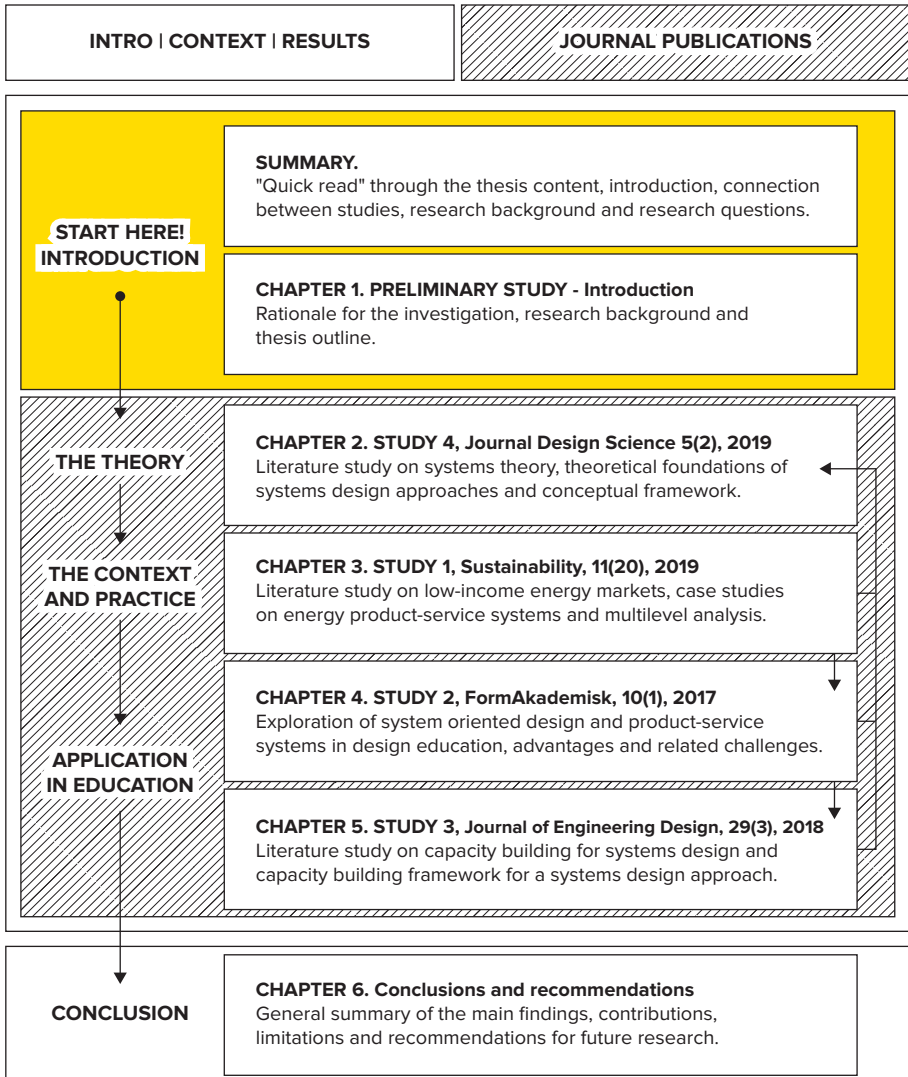 INTRO | CONTEXT | RESULTS
JOURNAL PUBLICATIONS
START HERE!
INTRODUCTION
SUMMARY.
"Quick read" through the thesis content, introduction, connection
between studies, research background and research questions.
CHAPTER 1. PRELIMINARY STUDY - Introduction
Rationale for the investigation, research background and
thesis outline.
THE THEORY
CHAPTER 2. STUDY 4, Journal Design Science 5(2), 2019
Literature study on systems theory, theoretical foundations of
systems design approaches and conceptual framework.
THE CONTEXT
AND PRACTICE
CHAPTER 3. STUDY 1, Sustainability, 11(20), 2019
Literature study on low-income energy markets, case studies
on energy product-service systems and multilevel analysis.
CHAPTER 4. STUDY 2, FormAkademisk, 10(1), 2017
Exploration of system oriented design and product-service
systems in design education, advantages and related challenges.
APPLICATION
IN EDUCATION
CHAPTER 5. STUDY 3, Journal of Engineering Design, 29(3), 2018
Literature study on capacity building for systems design and
capacity building framework for a systems design approach.
CONCLUSION
CHAPTER 6. Conclusions and recommendations
General summary of the main findings, contributions,
limitations and recommendations for future research.